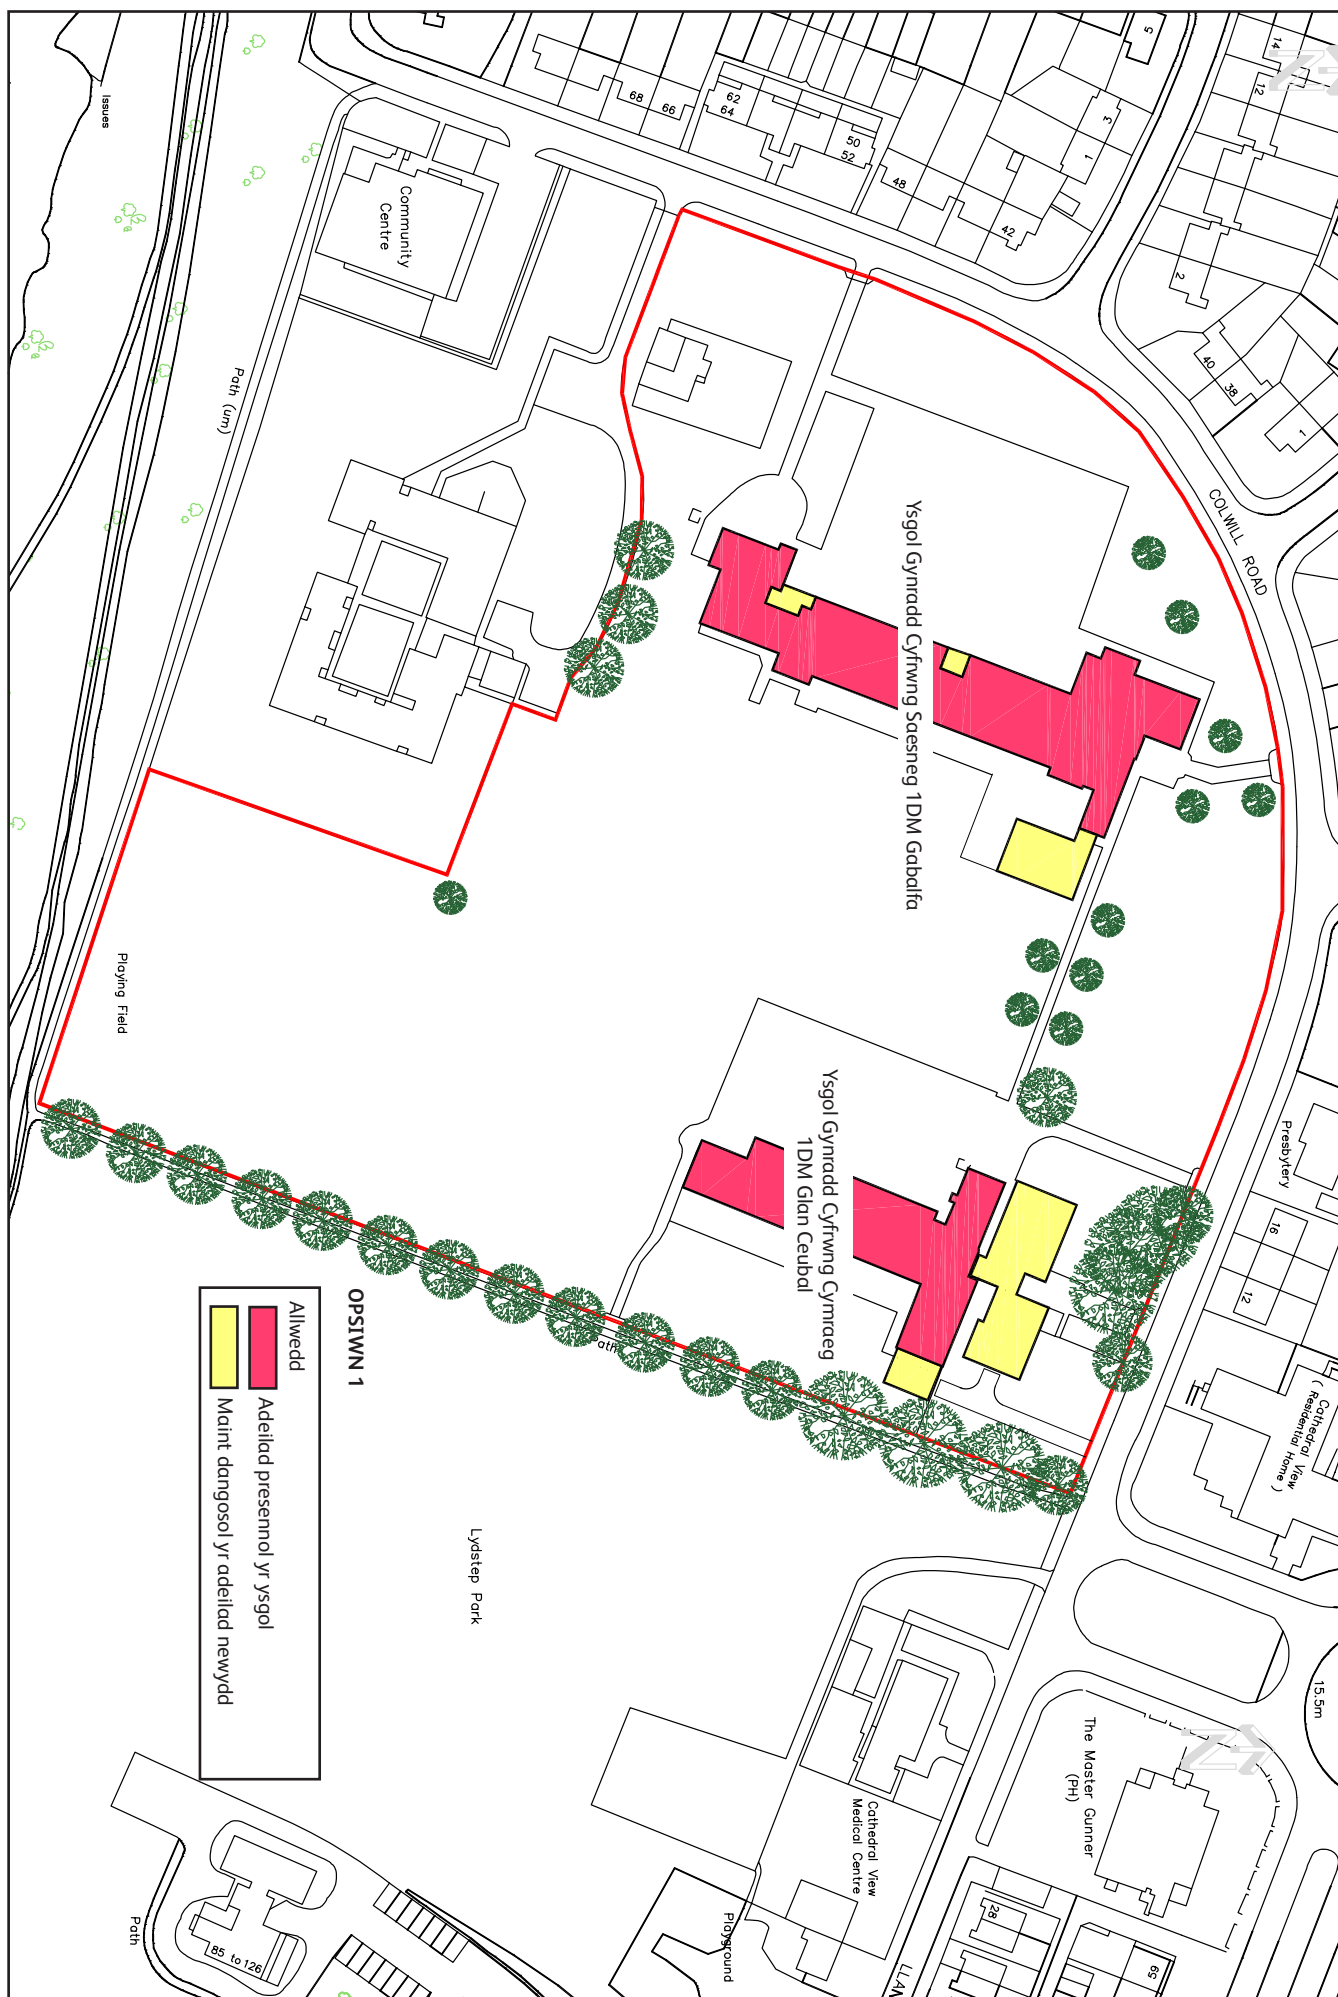 Issues
Community
Centre
Path (um)
Playing Field
68
66
62
64
50
52
48
42
5
3
1
14
12
2
40
38
1
COLWILL ROAD
Ysgol Gynradd Cyfrwng Saesneg 1DM Gabalfa
Ysgol Gynradd Cyfrwng Cymraeg
1DM Glan Ceubal
Presbytery
16
12
( Cathedral View
Residential Home )
15.5m
The Master Gunner
(PH)
Cathedral View
Medical Centre
Lydstep Park
Playground
28
59
85 to 126
Path
OPSIWN 1
Allwedd
Adeilad presennol yr ysgol
Maint dangosol yr adeilad newydd